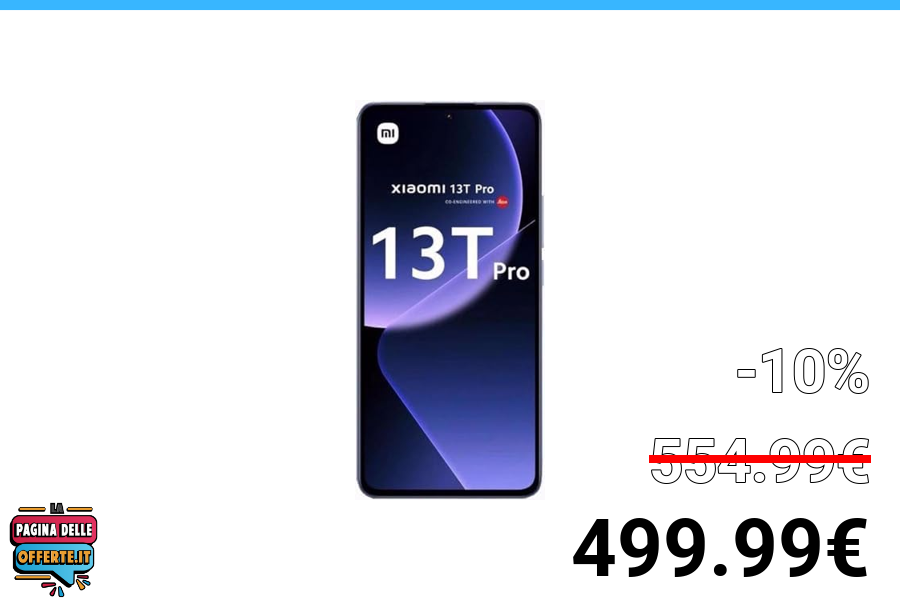 mi
xiaomi 13T Pro
CO-ENGINEERED WITH Leica
13T Pro
-10%
554.99€
499.99€
LA
PAGINA DELLE
OFFERTE.IT